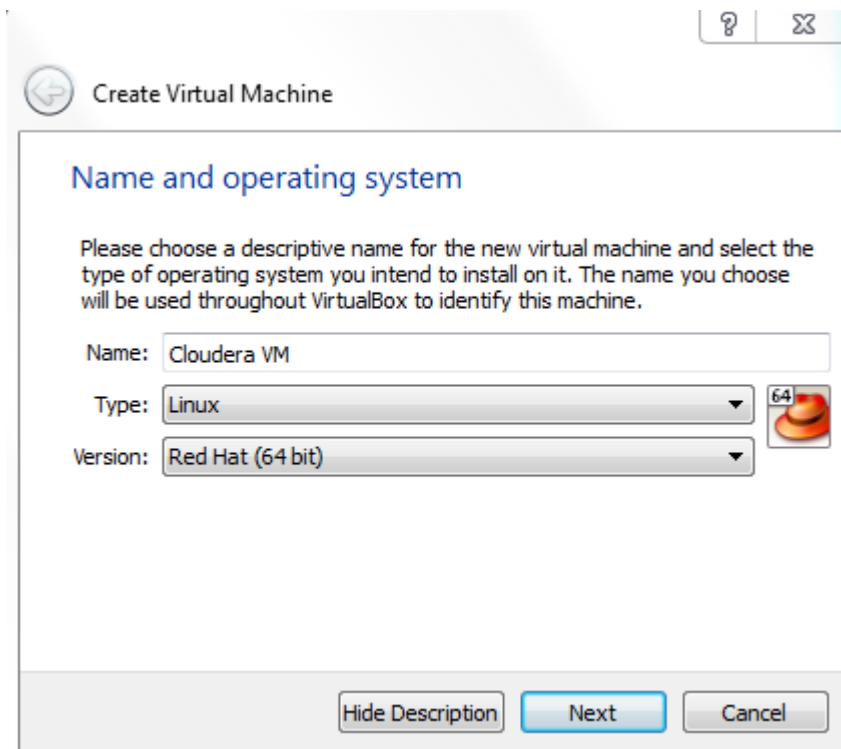 ?
Create Virtual Machine
Name and operating system
Please choose a descriptive name for the new virtual machine and select the
type of operating system you intend to install on it. The name you choose
will be used throughout VirtualBox to identify this machine.
Name: Cloudera VM
Type: Linux
64
Version: Red Hat (64 bit)
Hide Description Next Cancel